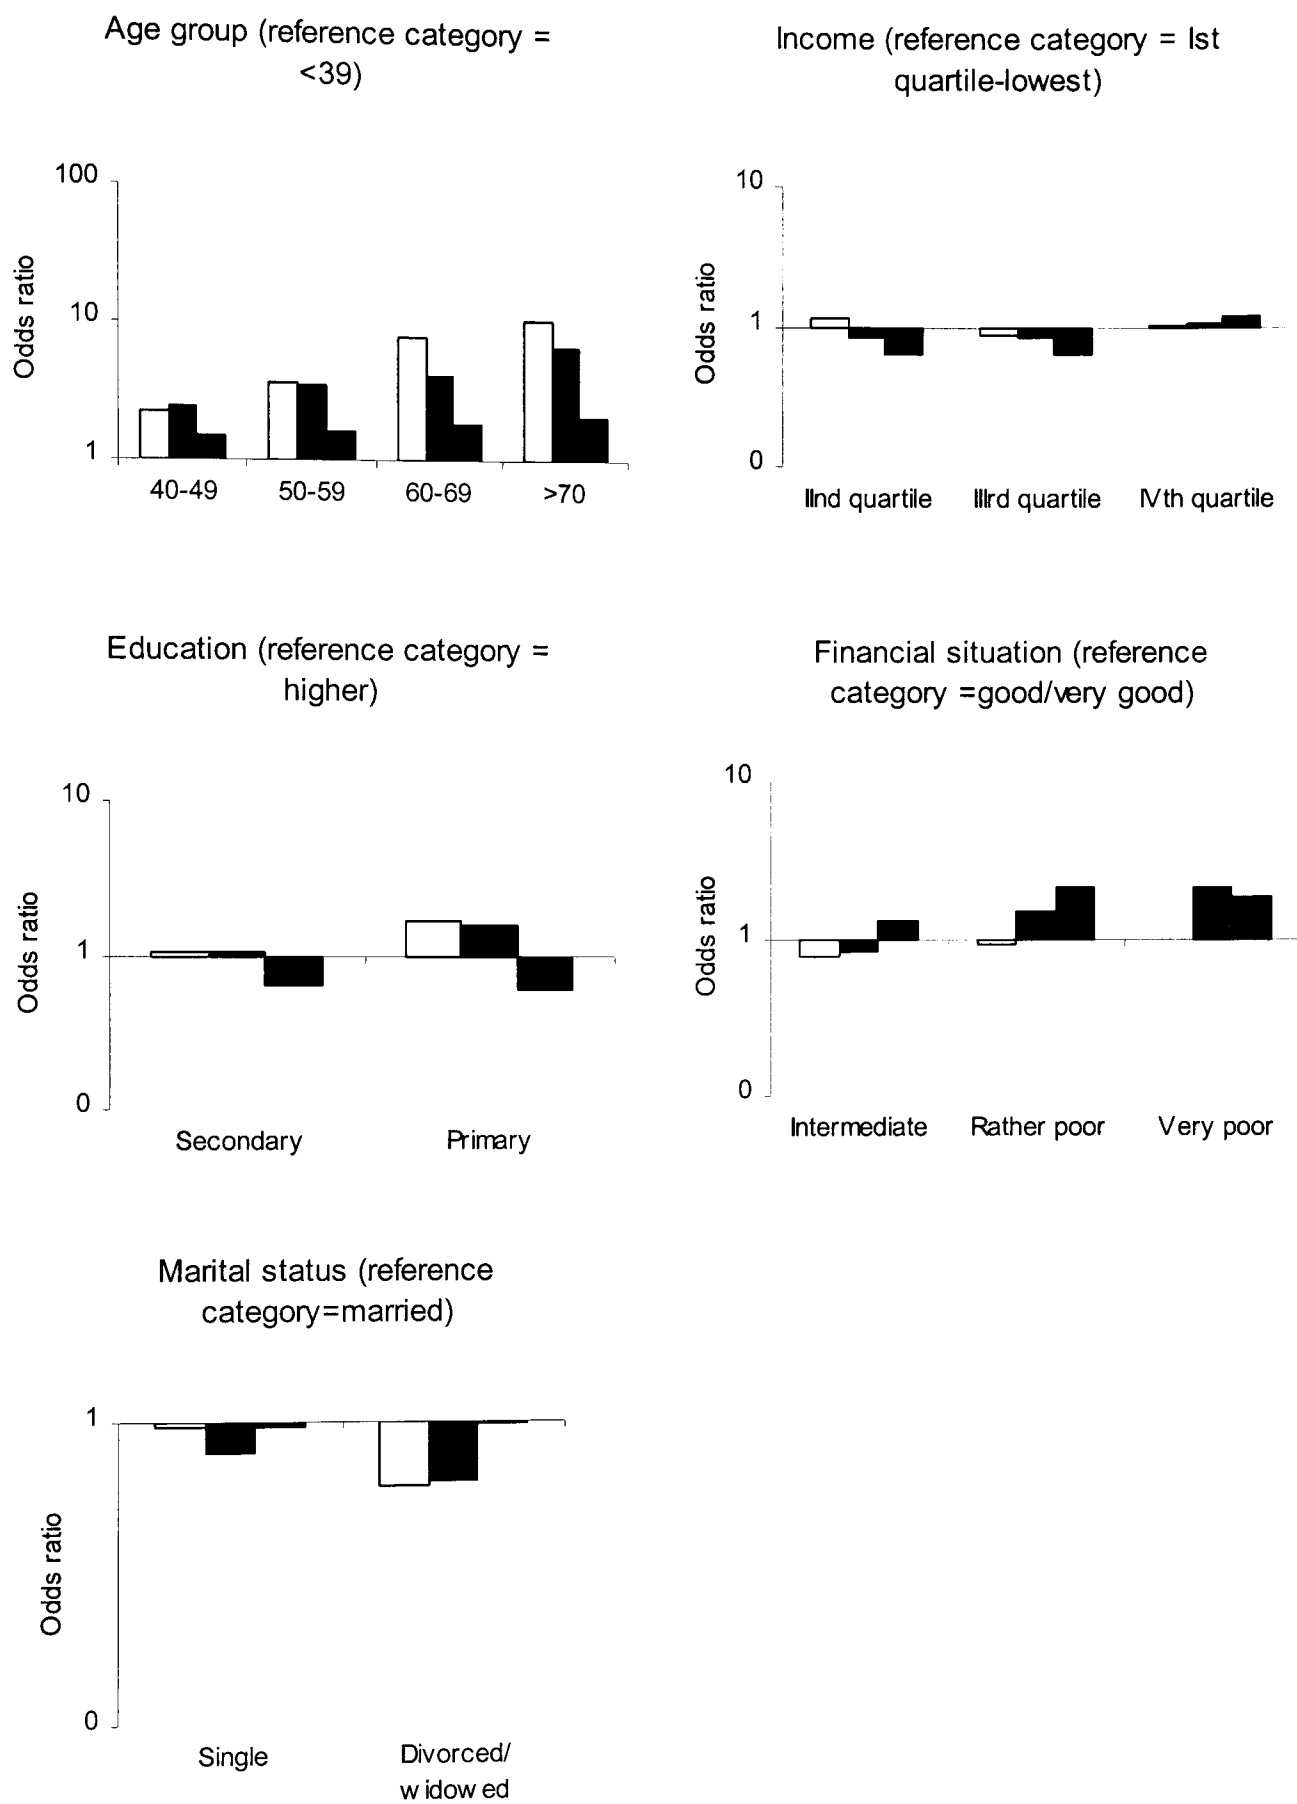 Age group (reference category =
<39)
100
10
1
Odds ratio
40-49 50-59 60-69 >70
Income (reference category = Ist
quartile-lowest)
10
1
0
Odds ratio
IInd quartile IIIrd quartile IVth quartile
Education (reference category =
higher)
10
1
0
Odds ratio
Secondary Primary
Financial situation (reference
category =good/very good)
10
1
0
Odds ratio
Intermediate Rather poor Very poor
Marital status (reference
category=married)
1
0
Odds ratio
Single Divorced/
widowed